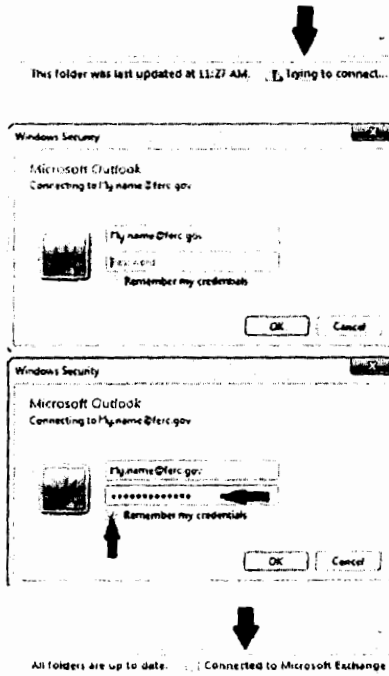 This folder was last updated at 11:27 AM. Trying to connect...
Windows Security
Microsoft Outlook
Connecting to My.name@ferc.gov
My.name@ferc.gov
Password
Remember my credentials
OK Cancel
Windows Security
Microsoft Outlook
Connecting to My.name@ferc.gov
My.name@ferc.gov
•••••••••••••
Remember my credentials
OK Cancel
All folders are up to date. Connected to Microsoft Exchange